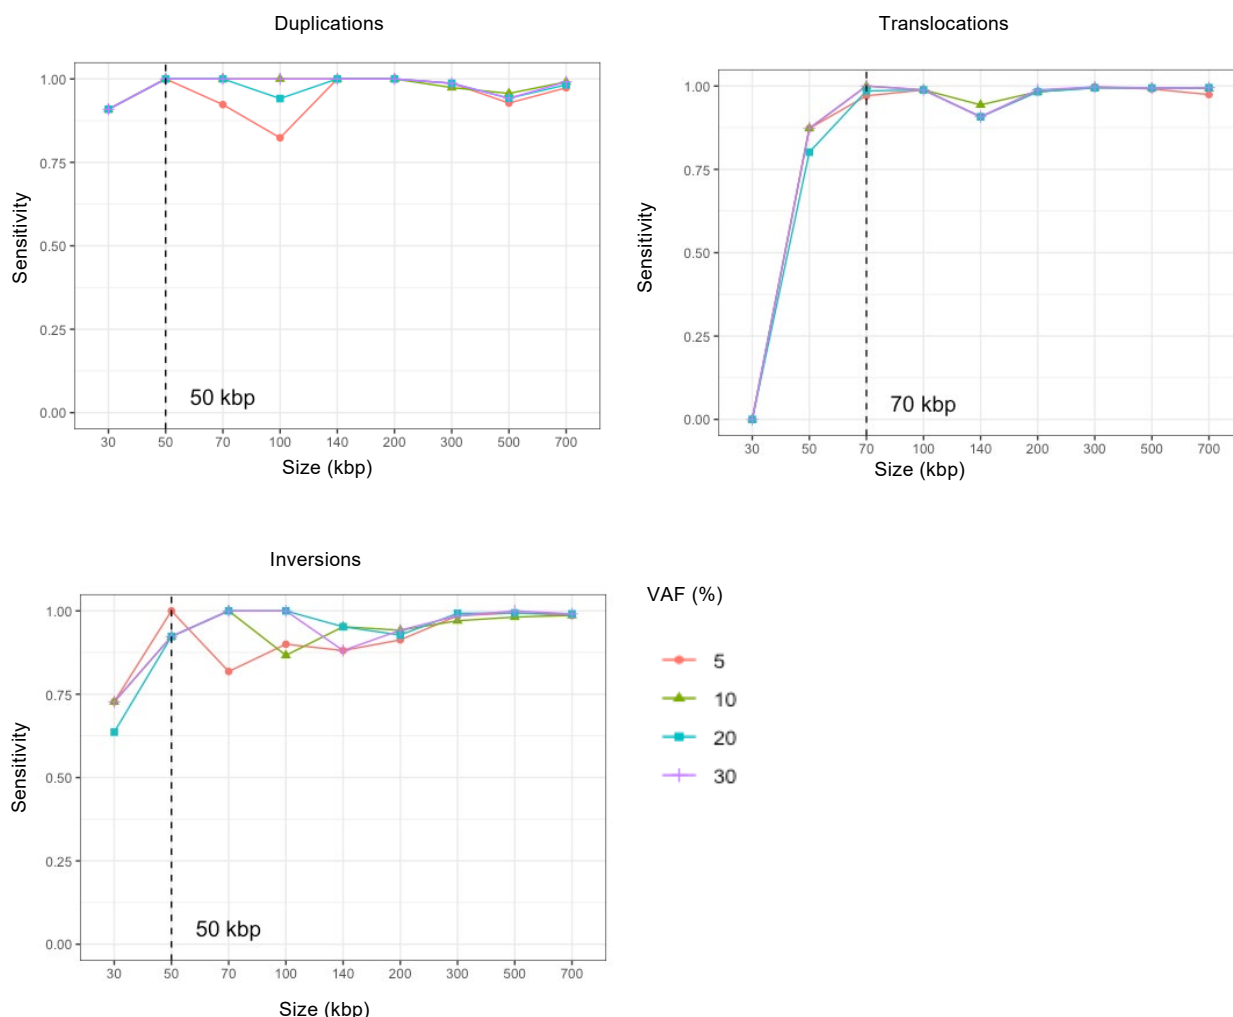 Duplications
1.00
0.75
0.50
0.25
0.00
Sensitivity
50 kbp
30 50 70 100 140 200 300 500 700
Size (kbp)
Translocations
1.00
0.75
0.50
0.25
0.00
Sensitivity
70 kbp
30 50 70 100 140 200 300 500 700
Size (kbp)
Inversions
1.00
0.75
0.50
0.25
0.00
Sensitivity
50 kbp
30 50 70 100 140 200 300 500 700
Size (kbp)
VAF (%)
5
10
20
30